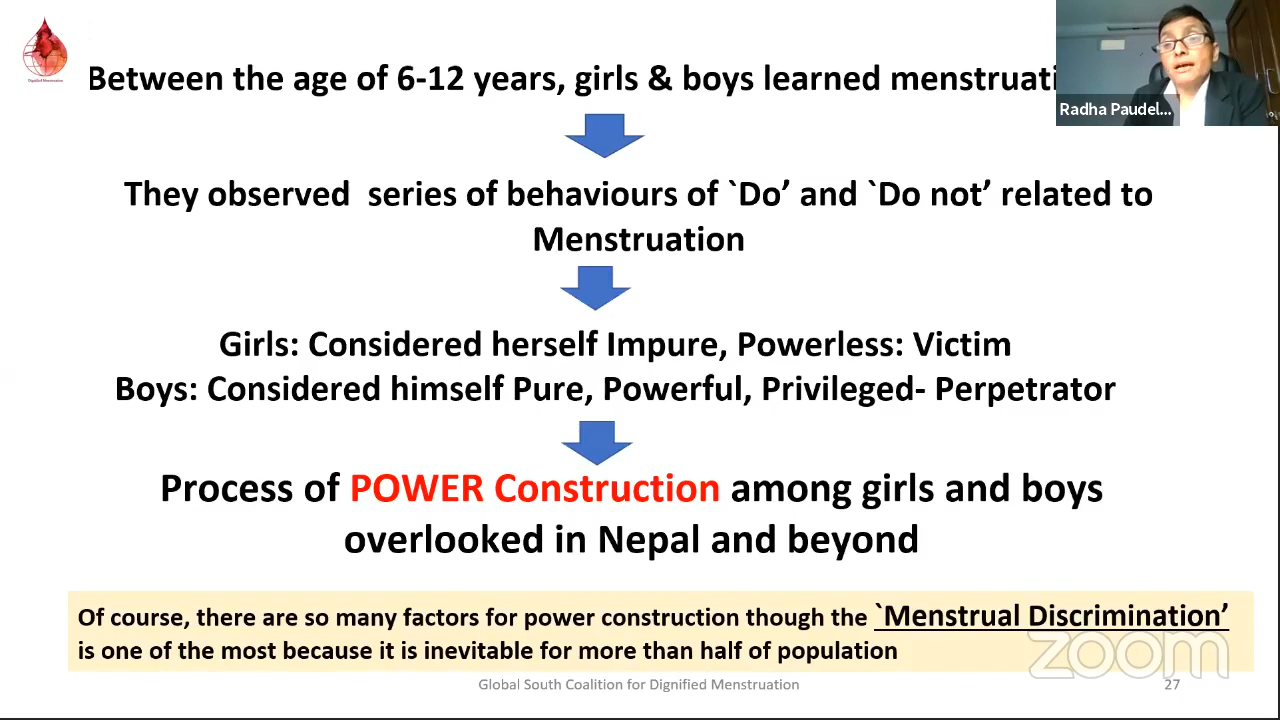 Between the age of 6-12 years, girls & boys learned menstruati
Radha Paudel...
They observed series of behaviours of `Do’ and `Do not’ related to
Menstruation
Girls: Considered herself Impure, Powerless: Victim
Boys: Considered himself Pure, Powerful, Privileged- Perpetrator
Process of POWER Construction among girls and boys
overlooked in Nepal and beyond
Of course, there are so many factors for power construction though the `Menstrual Discrimination’
is one of the most because it is inevitable for more than half of population
zoom
Global South Coalition for Dignified Menstruation
27
Dignified Menstruation